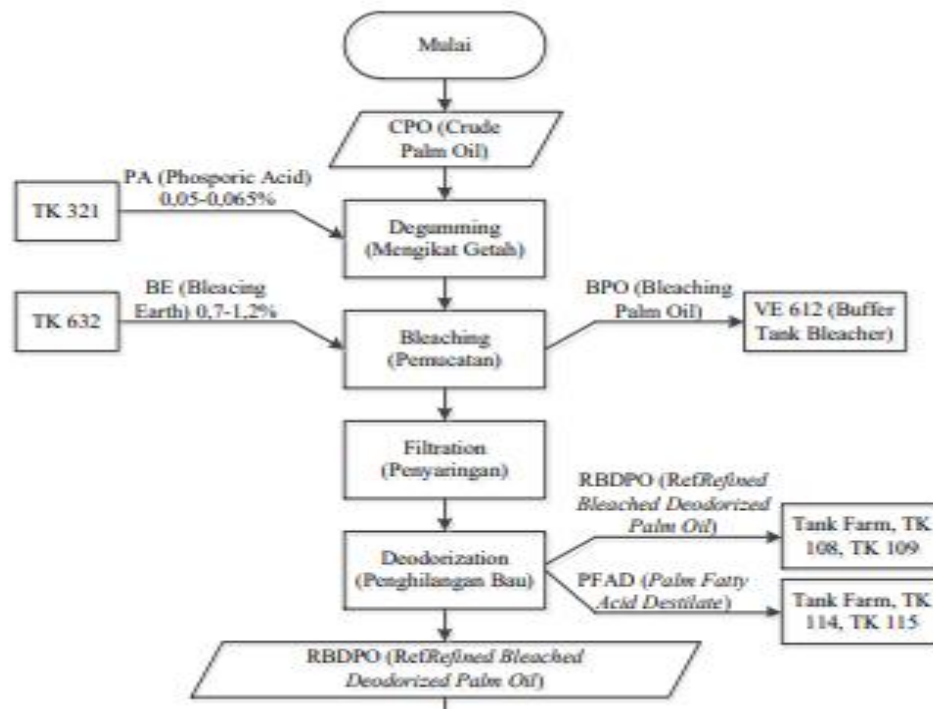 Mulai
CPO (Crude
Palm Oil)
PA (Phosporic Acid)
0,05-0,065%
TK 321
Degumming
(Mengikat Getah)
BE (Bleacing
Earth) 0,7-1,2%
TK 632
Bleaching
(Pemucatan)
BPO (Bleaching
Palm Oil)
VE 612 (Buffer
Tank Bleacher)
Filtration
(Penyaringan)
Deodorization
(Penghilangan Bau)
RBDPO (RefRefined
Bleached Deodorized
Palm Oil)
Tank Farm, TK
108, TK 109
PFAD (Palm Fatty
Acid Destilate)
Tank Farm, TK
114, TK 115
RBDPO (RefRefined Bleached
Deodorized Palm Oil)